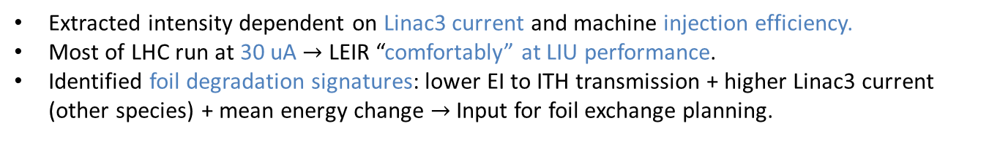 • Extracted intensity dependent on Linac3 current and machine injection efficiency.
• Most of LHC run at 30 uA → LEIR “comfortably” at LIU performance.
• Identified foil degradation signatures: lower EI to ITH transmission + higher Linac3 current
(other species) + mean energy change → Input for foil exchange planning.